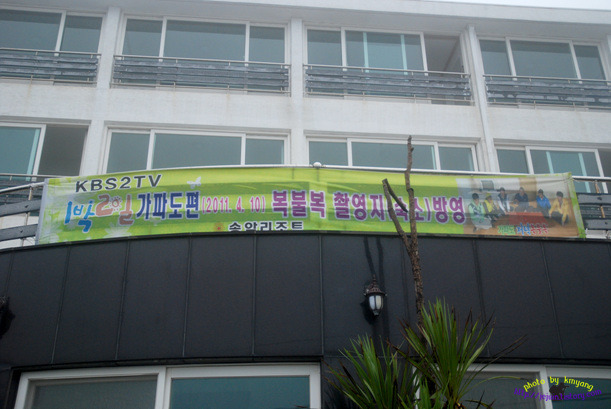 KBS2TV
1박2일 가파도편(2011. 4. 10) 복불복 촬영지(숙소)방영
송악리조트
photo by kmyang